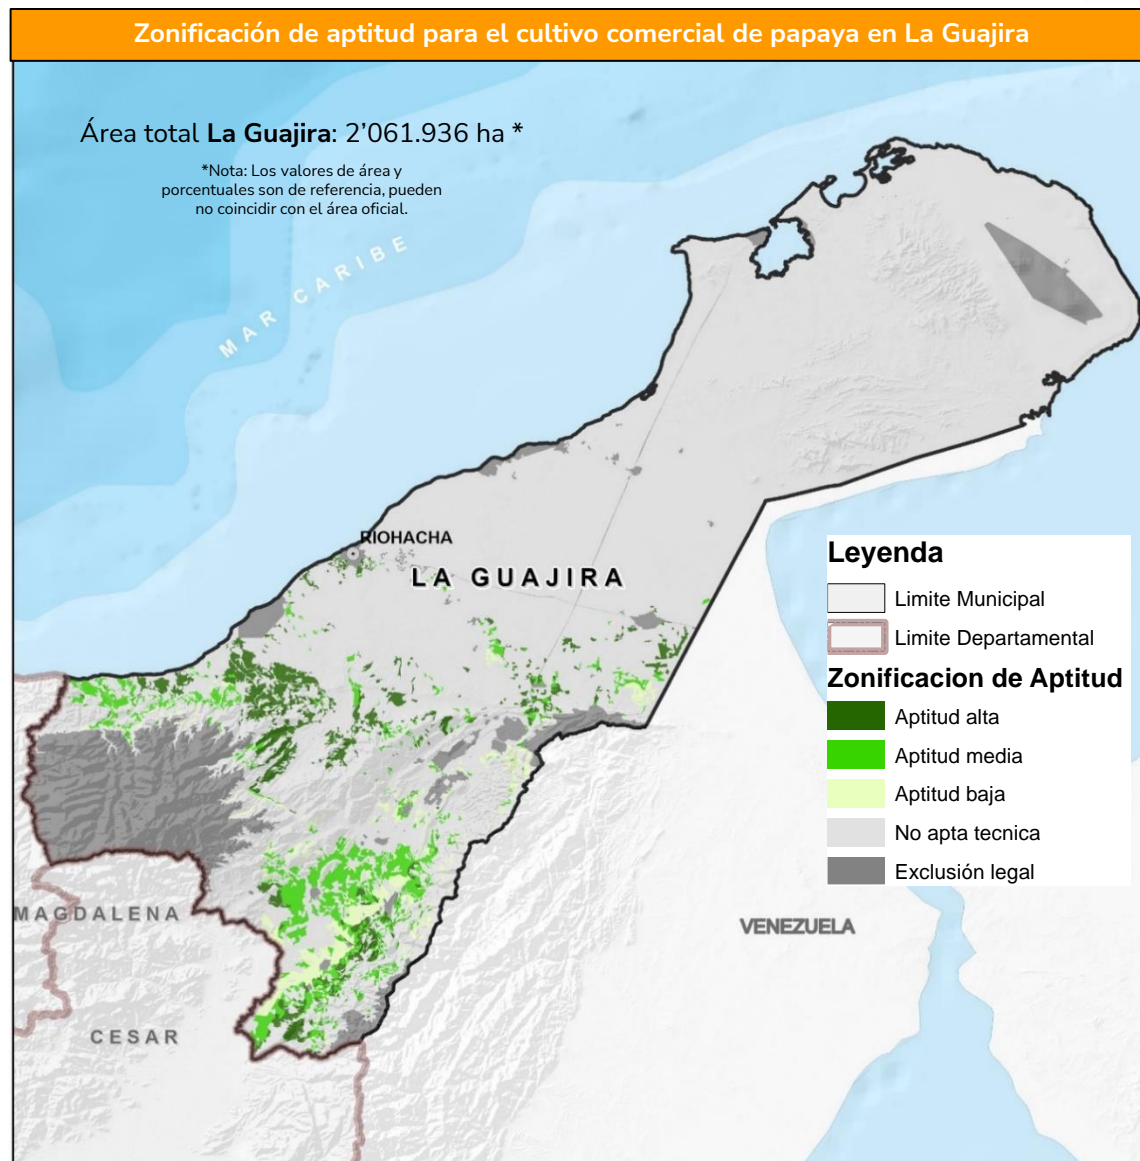 Zonificación de aptitud para el cultivo comercial de papaya en La Guajira
Área total La Guajira: 2’061.936 ha *
*Nota: Los valores de área y
porcentuales son de referencia, pueden
no coincidir con el área oficial.
MAR CARIBE
RIOHACHA
LA GUAJIRA
Leyenda
Limite Municipal
Limite Departamental
Zonificacion de Aptitud
Aptitud alta
Aptitud media
Aptitud baja
No apta tecnica
Exclusión legal
MAGDALENA
VENEZUELA
CESAR